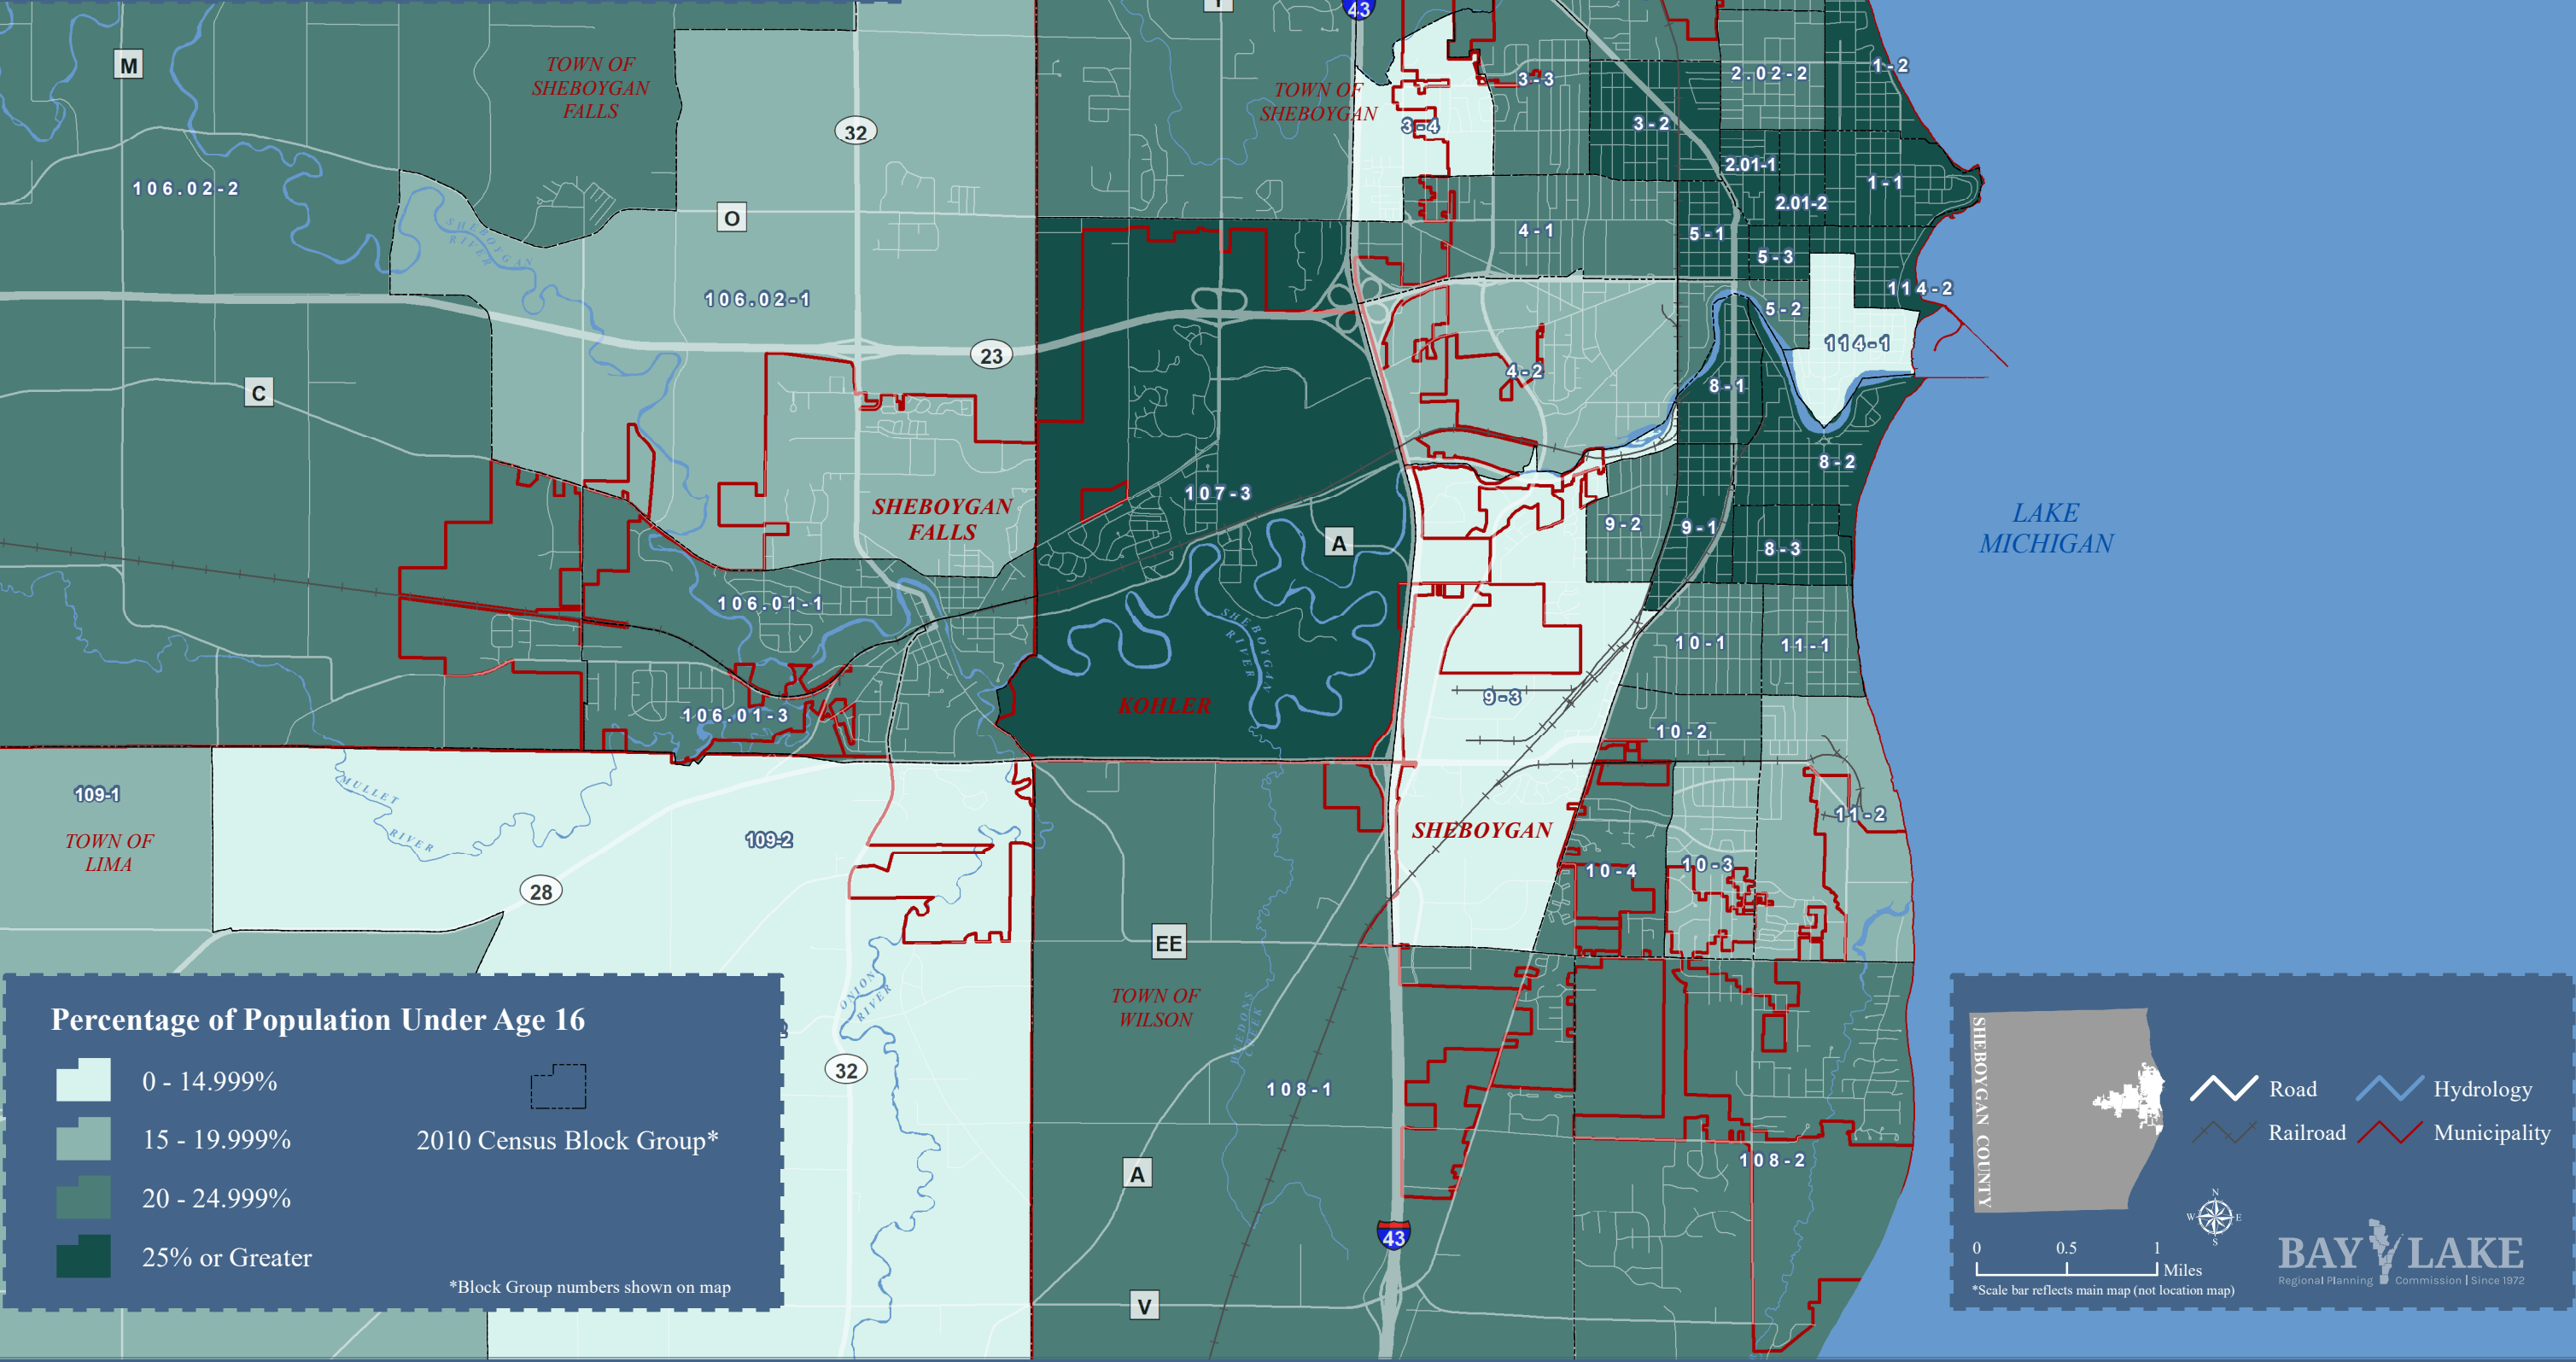 43
M
TOWN OF
SHEBOYGAN
FALLS
32
TOWN OF
SHEBOYGAN
3-3
3-4
3-2
2.02-2
1-2
106.02-2
2.01-1
1-1
2.01-2
O
SHEBOYGAN
RIVER
4-1
5-1
5-3
106.02-1
114-2
5-2
114-1
23
4-2
8-1
C
8-2
107-3
SHEBOYGAN
FALLS
A
9-2
9-1
8-3
LAKE
MICHIGAN
106.01-1
SHEBOYGAN
RIVER
10-1
11-1
KOHLER
9-3
106.01-3
10-2
109-1
MULLET
RIVER
TOWN OF
LIMA
109-2
SHEBOYGAN
11-2
10-4
10-3
28
EE
ONION
RIVER
TOWN OF
WILSON
32
108-1
A
108-2
43
V
Percentage of Population Under Age 16
0 - 14.999%
15 - 19.999%
20 - 24.999%
25% or Greater
2010 Census Block Group*
*Block Group numbers shown on map
SHEBOYGAN COUNTY
Road
Hydrology
Railroad
Municipality
N
W
E
S
0
0.5
1
Miles
*Scale bar reflects main map (not location map)
BAY LAKE
Regional Planning Commission | Since 1972